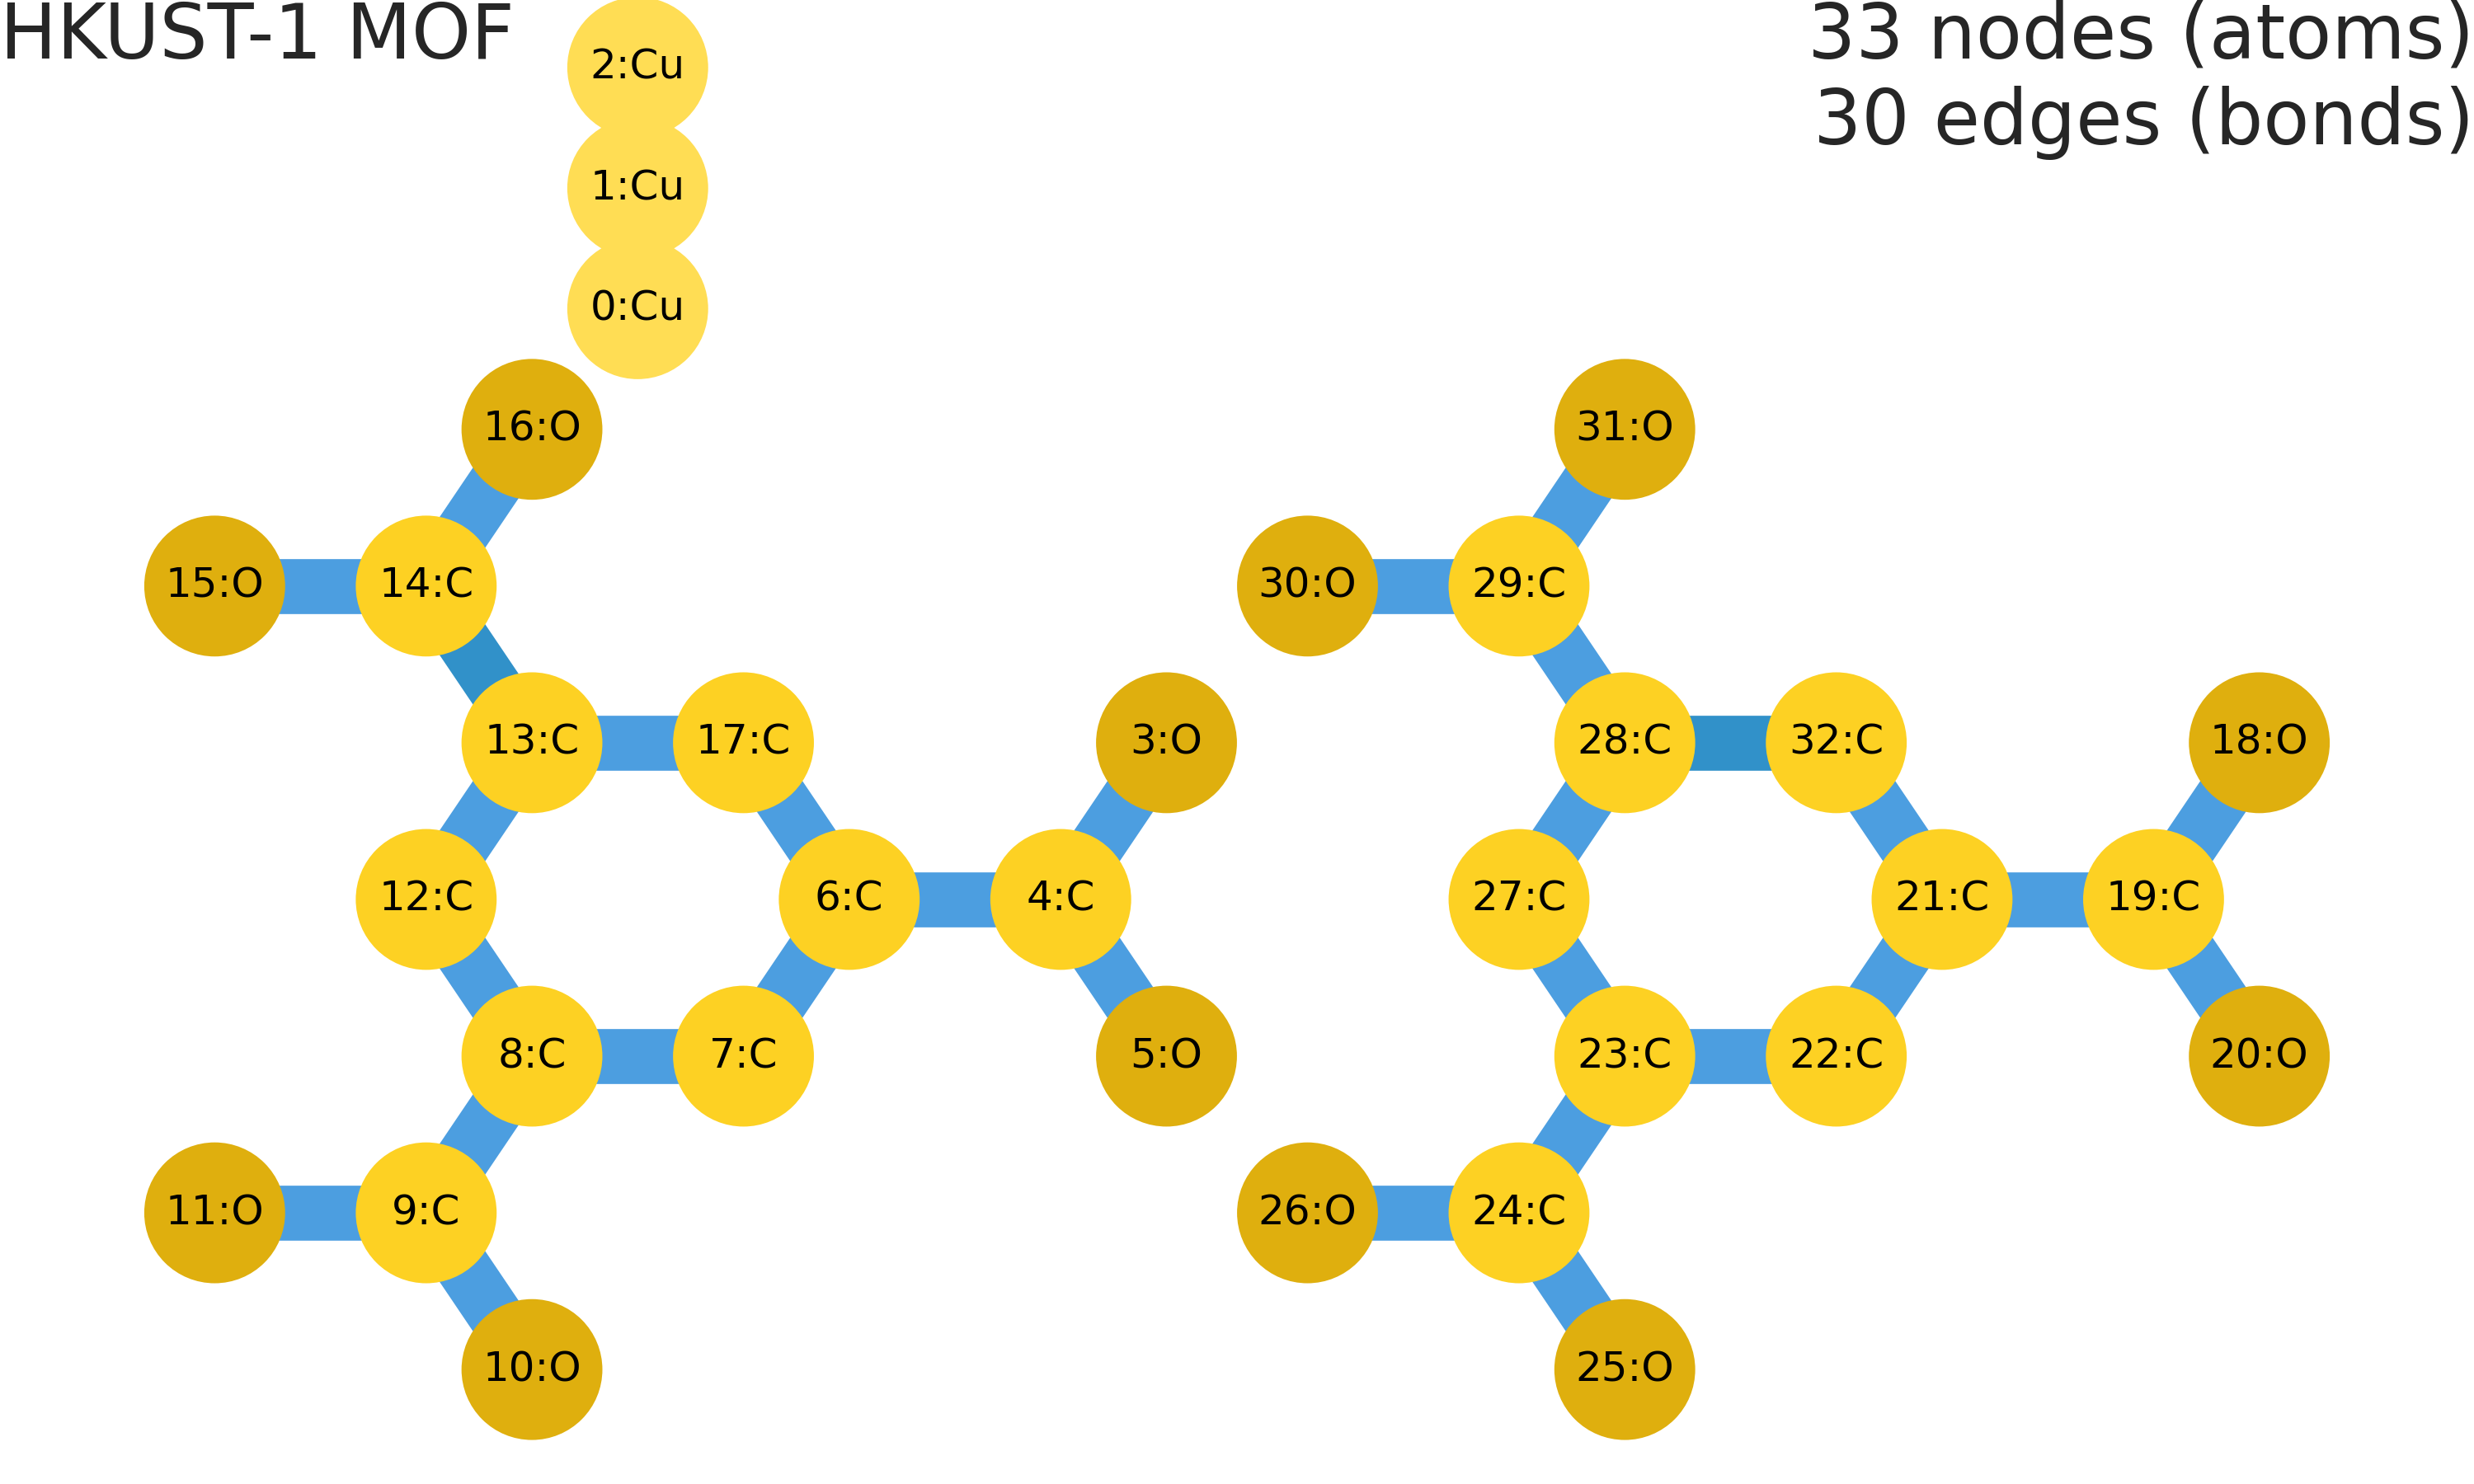 HKUST-1 MOF
33 nodes (atoms)
30 edges (bonds)
2:Cu
1:Cu
0:Cu
16:O
31:O
15:O
14:C
30:O
29:C
13:C
17:C
3:O
28:C
32:C
18:O
12:C
6:C
4:C
27:C
21:C
19:C
8:C
7:C
5:O
23:C
22:C
20:O
11:O
9:C
26:O
24:C
10:O
25:O